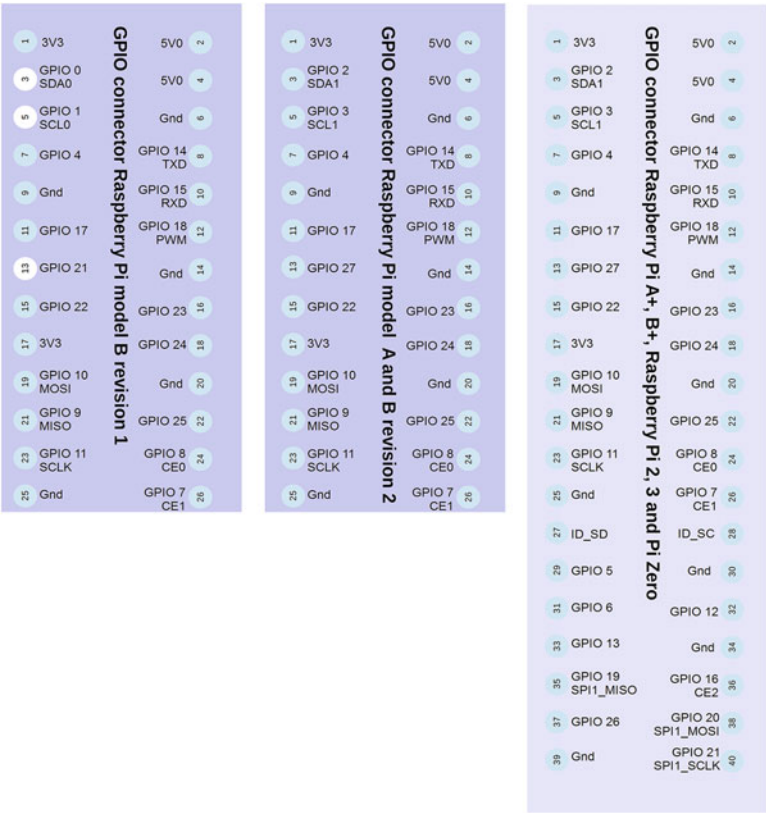 GPIO connector Raspberry Pi model B revision 1
1 3V3 5V0 2
3 GPIO 0 5V0 4
SDA0
5 GPIO 1 Gnd 6
SCL0
7 GPIO 4 GPIO 14 8
TXD
9 Gnd GPIO 15 10
RXD
11 GPIO 17 GPIO 18 12
PWM
13 GPIO 21 Gnd 14
15 GPIO 22 GPIO 23 16
17 3V3 GPIO 24 18
19 GPIO 10 Gnd 20
MOSI
21 GPIO 9 GPIO 25 22
MISO
23 GPIO 11 GPIO 8 24
SCLK CE0
25 Gnd GPIO 7 26
CE1
GPIO connector Raspberry Pi model A and B revision 2
1 3V3 5V0 2
3 GPIO 2 5V0 4
SDA1
5 GPIO 3 Gnd 6
SCL1
7 GPIO 4 GPIO 14 8
TXD
9 Gnd GPIO 15 10
RXD
11 GPIO 17 GPIO 18 12
PWM
13 GPIO 27 Gnd 14
15 GPIO 22 GPIO 23 16
17 3V3 GPIO 24 18
19 GPIO 10 Gnd 20
MOSI
21 GPIO 9 GPIO 25 22
MISO
23 GPIO 11 GPIO 8 24
SCLK CE0
25 Gnd GPIO 7 26
CE1
GPIO connector Raspberry Pi A+, B+, Raspberry Pi 2, 3 and Pi Zero
1 3V3 5V0 2
3 GPIO 2 5V0 4
SDA1
5 GPIO 3 Gnd 6
SCL1
7 GPIO 4 GPIO 14 8
TXD
9 Gnd GPIO 15 10
RXD
11 GPIO 17 GPIO 18 12
PWM
13 GPIO 27 Gnd 14
15 GPIO 22 GPIO 23 16
17 3V3 GPIO 24 18
19 GPIO 10 Gnd 20
MOSI
21 GPIO 9 GPIO 25 22
MISO
23 GPIO 11 GPIO 8 24
SCLK CE0
25 Gnd GPIO 7 26
CE1
27 ID_SD ID_SC 28
29 GPIO 5 Gnd 30
31 GPIO 6 GPIO 12 32
33 GPIO 13 Gnd 34
35 GPIO 19 GPIO 16 36
SPI1_MISO CE2
37 GPIO 26 GPIO 20 38
SPI1_MOSI
39 Gnd GPIO 21 40
SPI1_SCLK